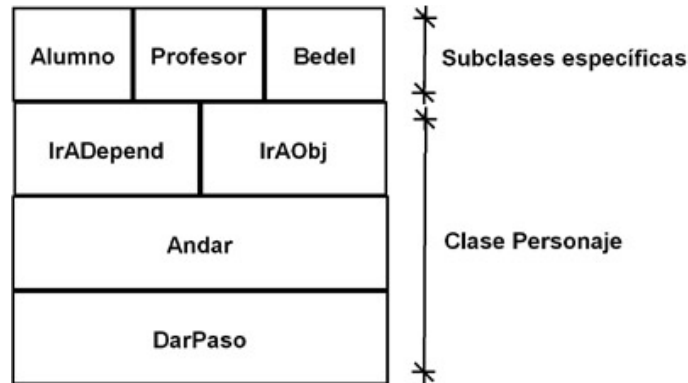 Alumno Profesor Bedel Subclases específicas
IrADepend IrAObj
Andar Clase Personaje
DarPaso